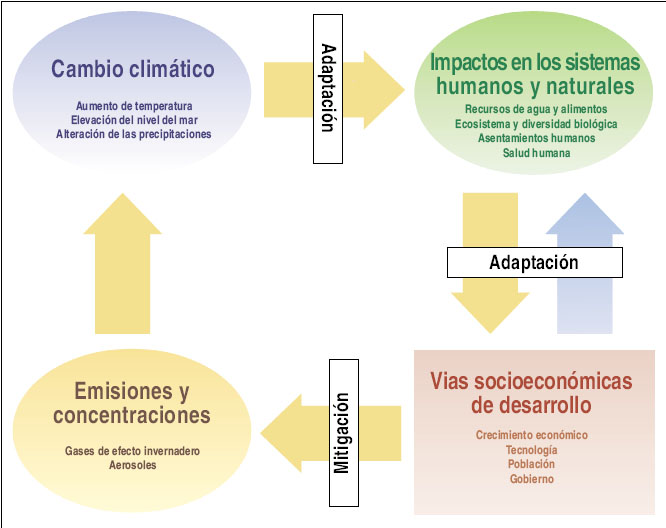 Cambio climático
Aumento de temperatura
Elevación del nivel del mar
Alteración de las precipitaciones
Adaptación
Impactos en los sistemas
humanos y naturales
Recursos de agua y alimentos
Ecosistema y diversidad biológica
Asentamientos humanos
Salud humana
Adaptación
Emisiones y
concentraciones
Gases de efecto invernadero
Aerosoles
Mitigación
Vias socioeconómicas
de desarrollo
Crecimiento económico
Tecnología
Población
Gobierno